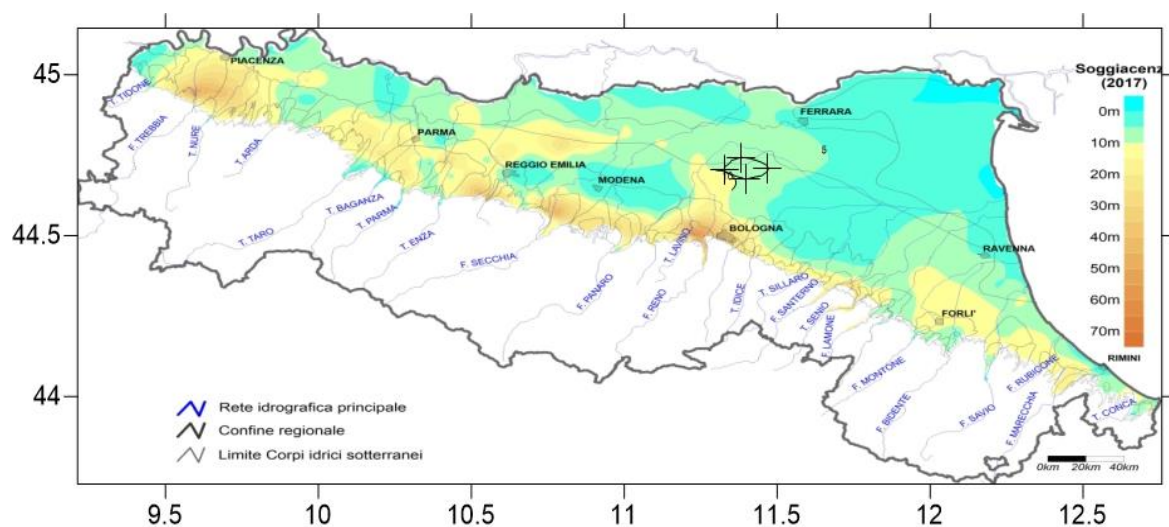 45
44.5
44
9.5
10
10.5
11
11.5
12
12.5
PIACENZA
PARMA
REGGIO EMILIA
MODENA
BOLOGNA
FERRARA
5
RAVENNA
FORLI'
RIMINI
T. TIDONE
F. TREBBIA
T. NURE
T. ARDA
T. TARO
T. BAGANZA
T. PARMA
T. ENZA
F. SECCHIA
F. PANARO
F. RENO
T. LAVINO
T. IDICE
T. SILLARO
F. SANTERNO
T. SENIO
F. LAMONE
F. MONTONE
F. BIDENTE
F. SAVIO
F. RUBICONE
F. MARECCHIA
T. CONCA
Soggiacenz
(2017)
0m
10m
20m
30m
40m
50m
60m
70m
Rete idrografica principale
Confine regionale
Limite Corpi idrici sotterranei
0km 20km 40km